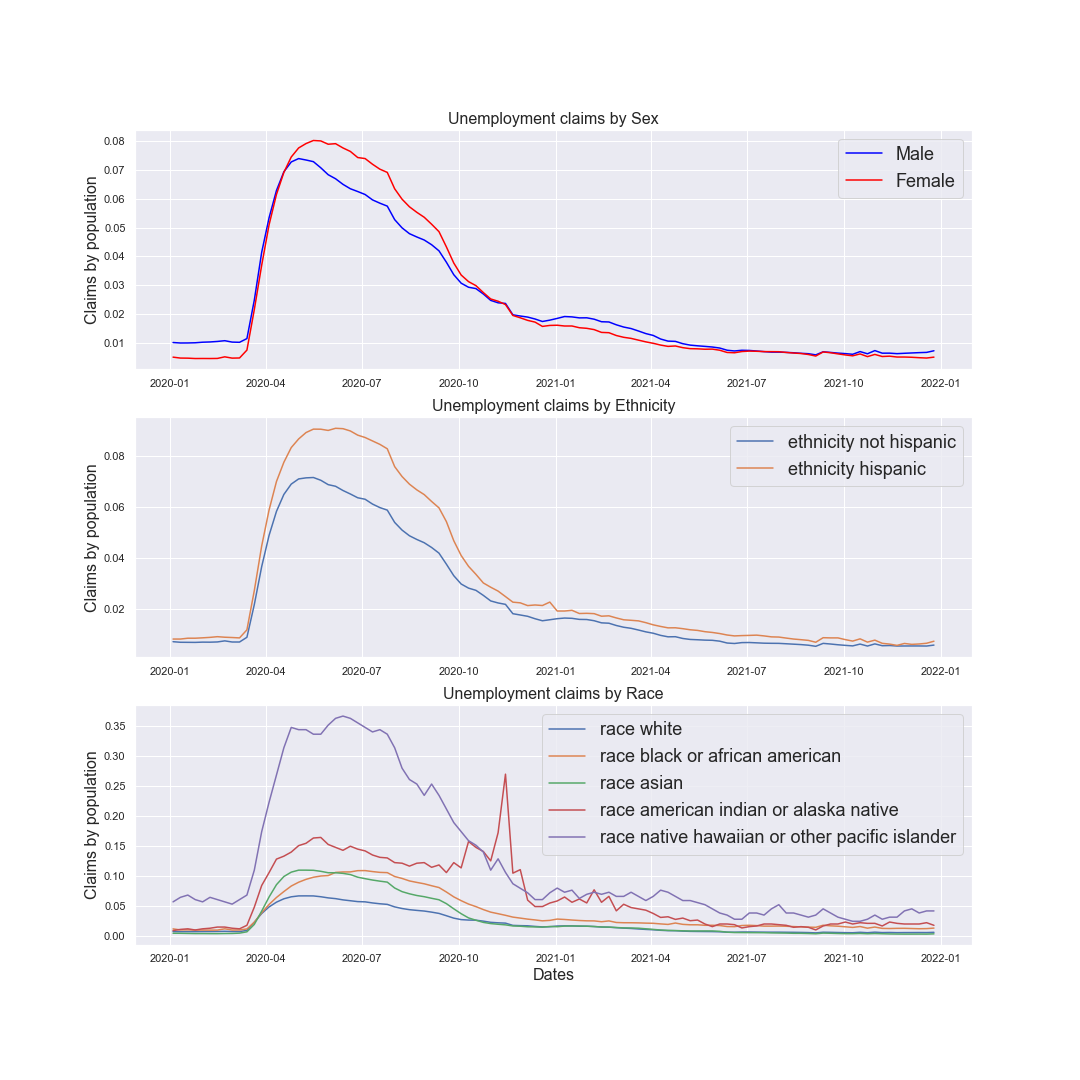 Unemployment claims by Sex
Claims by population
0.08
0.07
0.06
0.05
0.04
0.03
0.02
0.01
Male
Female
2020-01 2020-04 2020-07 2020-10 2021-01 2021-04 2021-07 2021-10 2022-01
Unemployment claims by Ethnicity
Claims by population
0.08
0.06
0.04
0.02
ethnicity not hispanic
ethnicity hispanic
2020-01 2020-04 2020-07 2020-10 2021-01 2021-04 2021-07 2021-10 2022-01
Unemployment claims by Race
Claims by population
0.35
0.30
0.25
0.20
0.15
0.10
0.05
0.00
race white
race black or african american
race asian
race american indian or alaska native
race native hawaiian or other pacific islander
2020-01 2020-04 2020-07 2020-10 2021-01 2021-04 2021-07 2021-10 2022-01
Dates